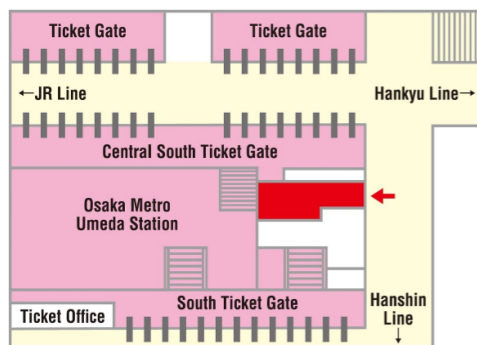 Ticket Gate
Ticket Gate
←JR Line
Hankyu Line→
Central South Ticket Gate
Osaka Metro
Umeda Station
South Ticket Gate
Ticket Office
Hanshin
Line
↓